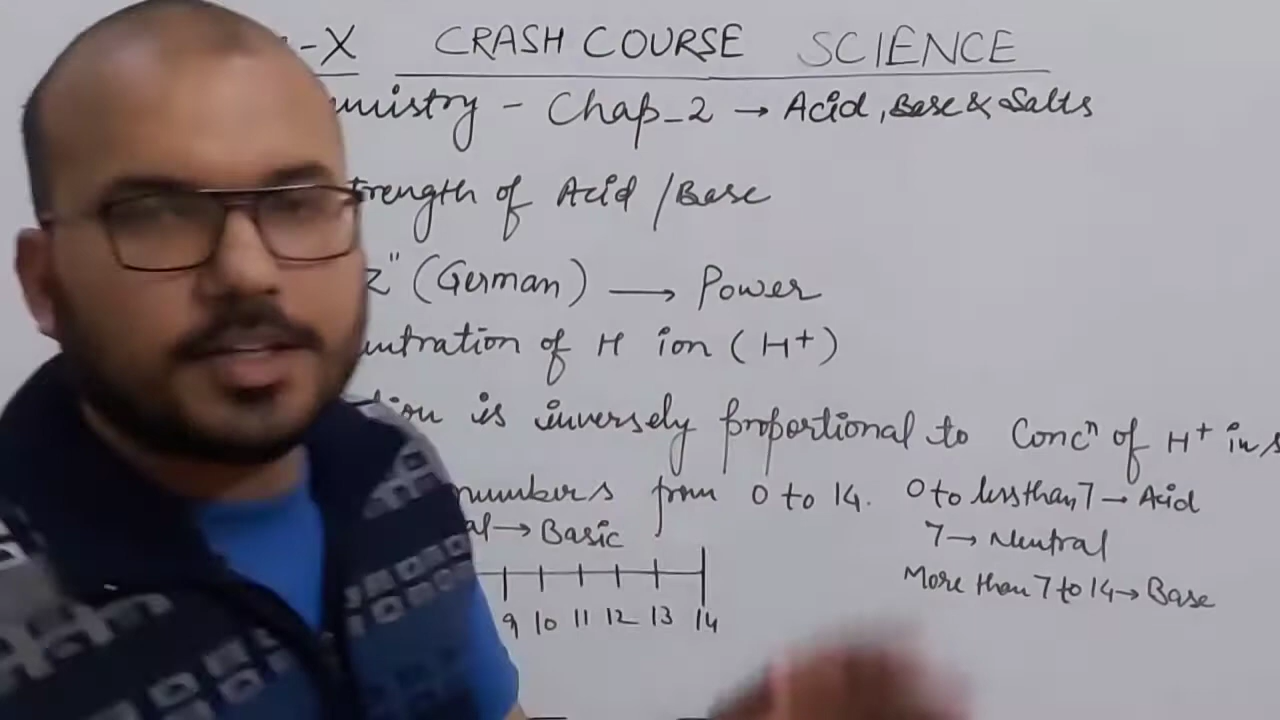 -X CRASH COURSE SCIENCE
mistry - Chap-2 → Acid, Base & Salts
trength of Acid / Base
z" (German) → Power
ntration of H ion (H+)
tion is inversely proportional to Concⁿ of H+ in s
numbers from 0 to 14. 0 to less than 7 → Acid
al → Basic
7 → Neutral
More than 7 to 14 → Base
9 10 11 12 13 14